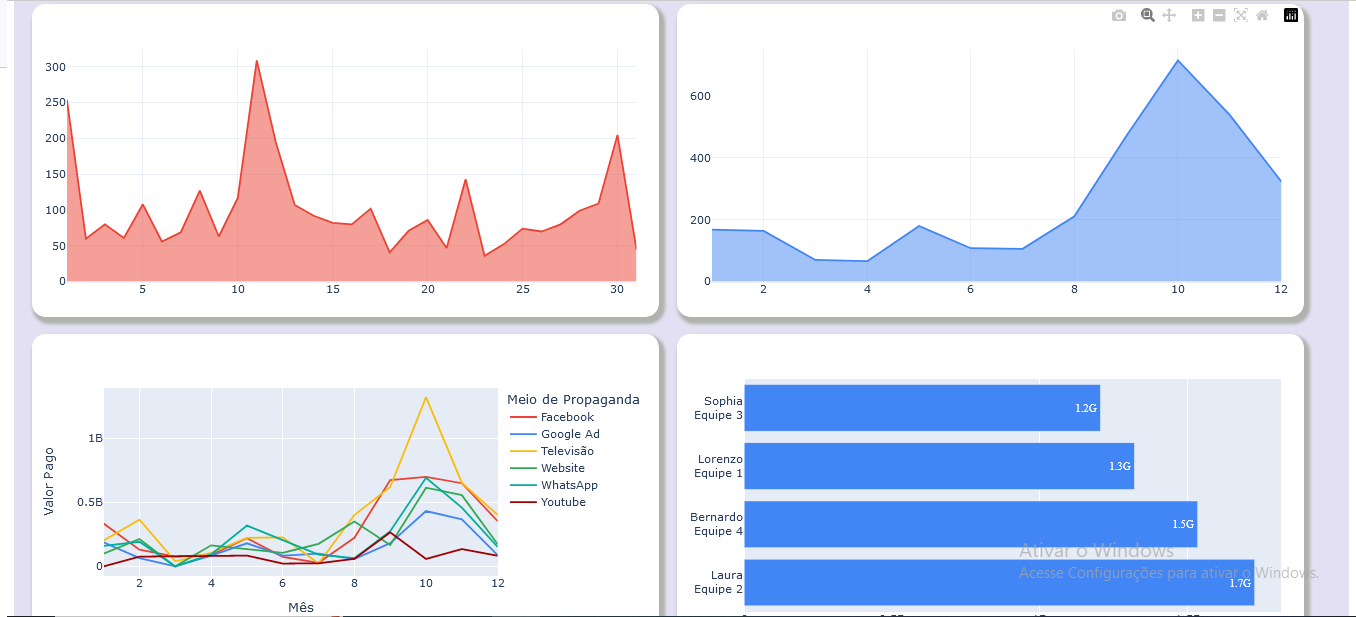 300
250
200
150
100
50
0
5
10
15
20
25
30
600
400
200
0
2
4
6
8
10
12
Valor Pago
1B
0.5B
0
2
4
6
8
10
12
Mês
Meio de Propaganda
Facebook
Google Ad
Televisão
Website
WhatsApp
Youtube
Sophia
Equipe 3
1.2G
Lorenzo
Equipe 1
1.3G
Bernardo
Equipe 4
1.5G
Laura
Equipe 2
1.7G
Ativar o Windows
Acesse Configurações para ativar o Windows.